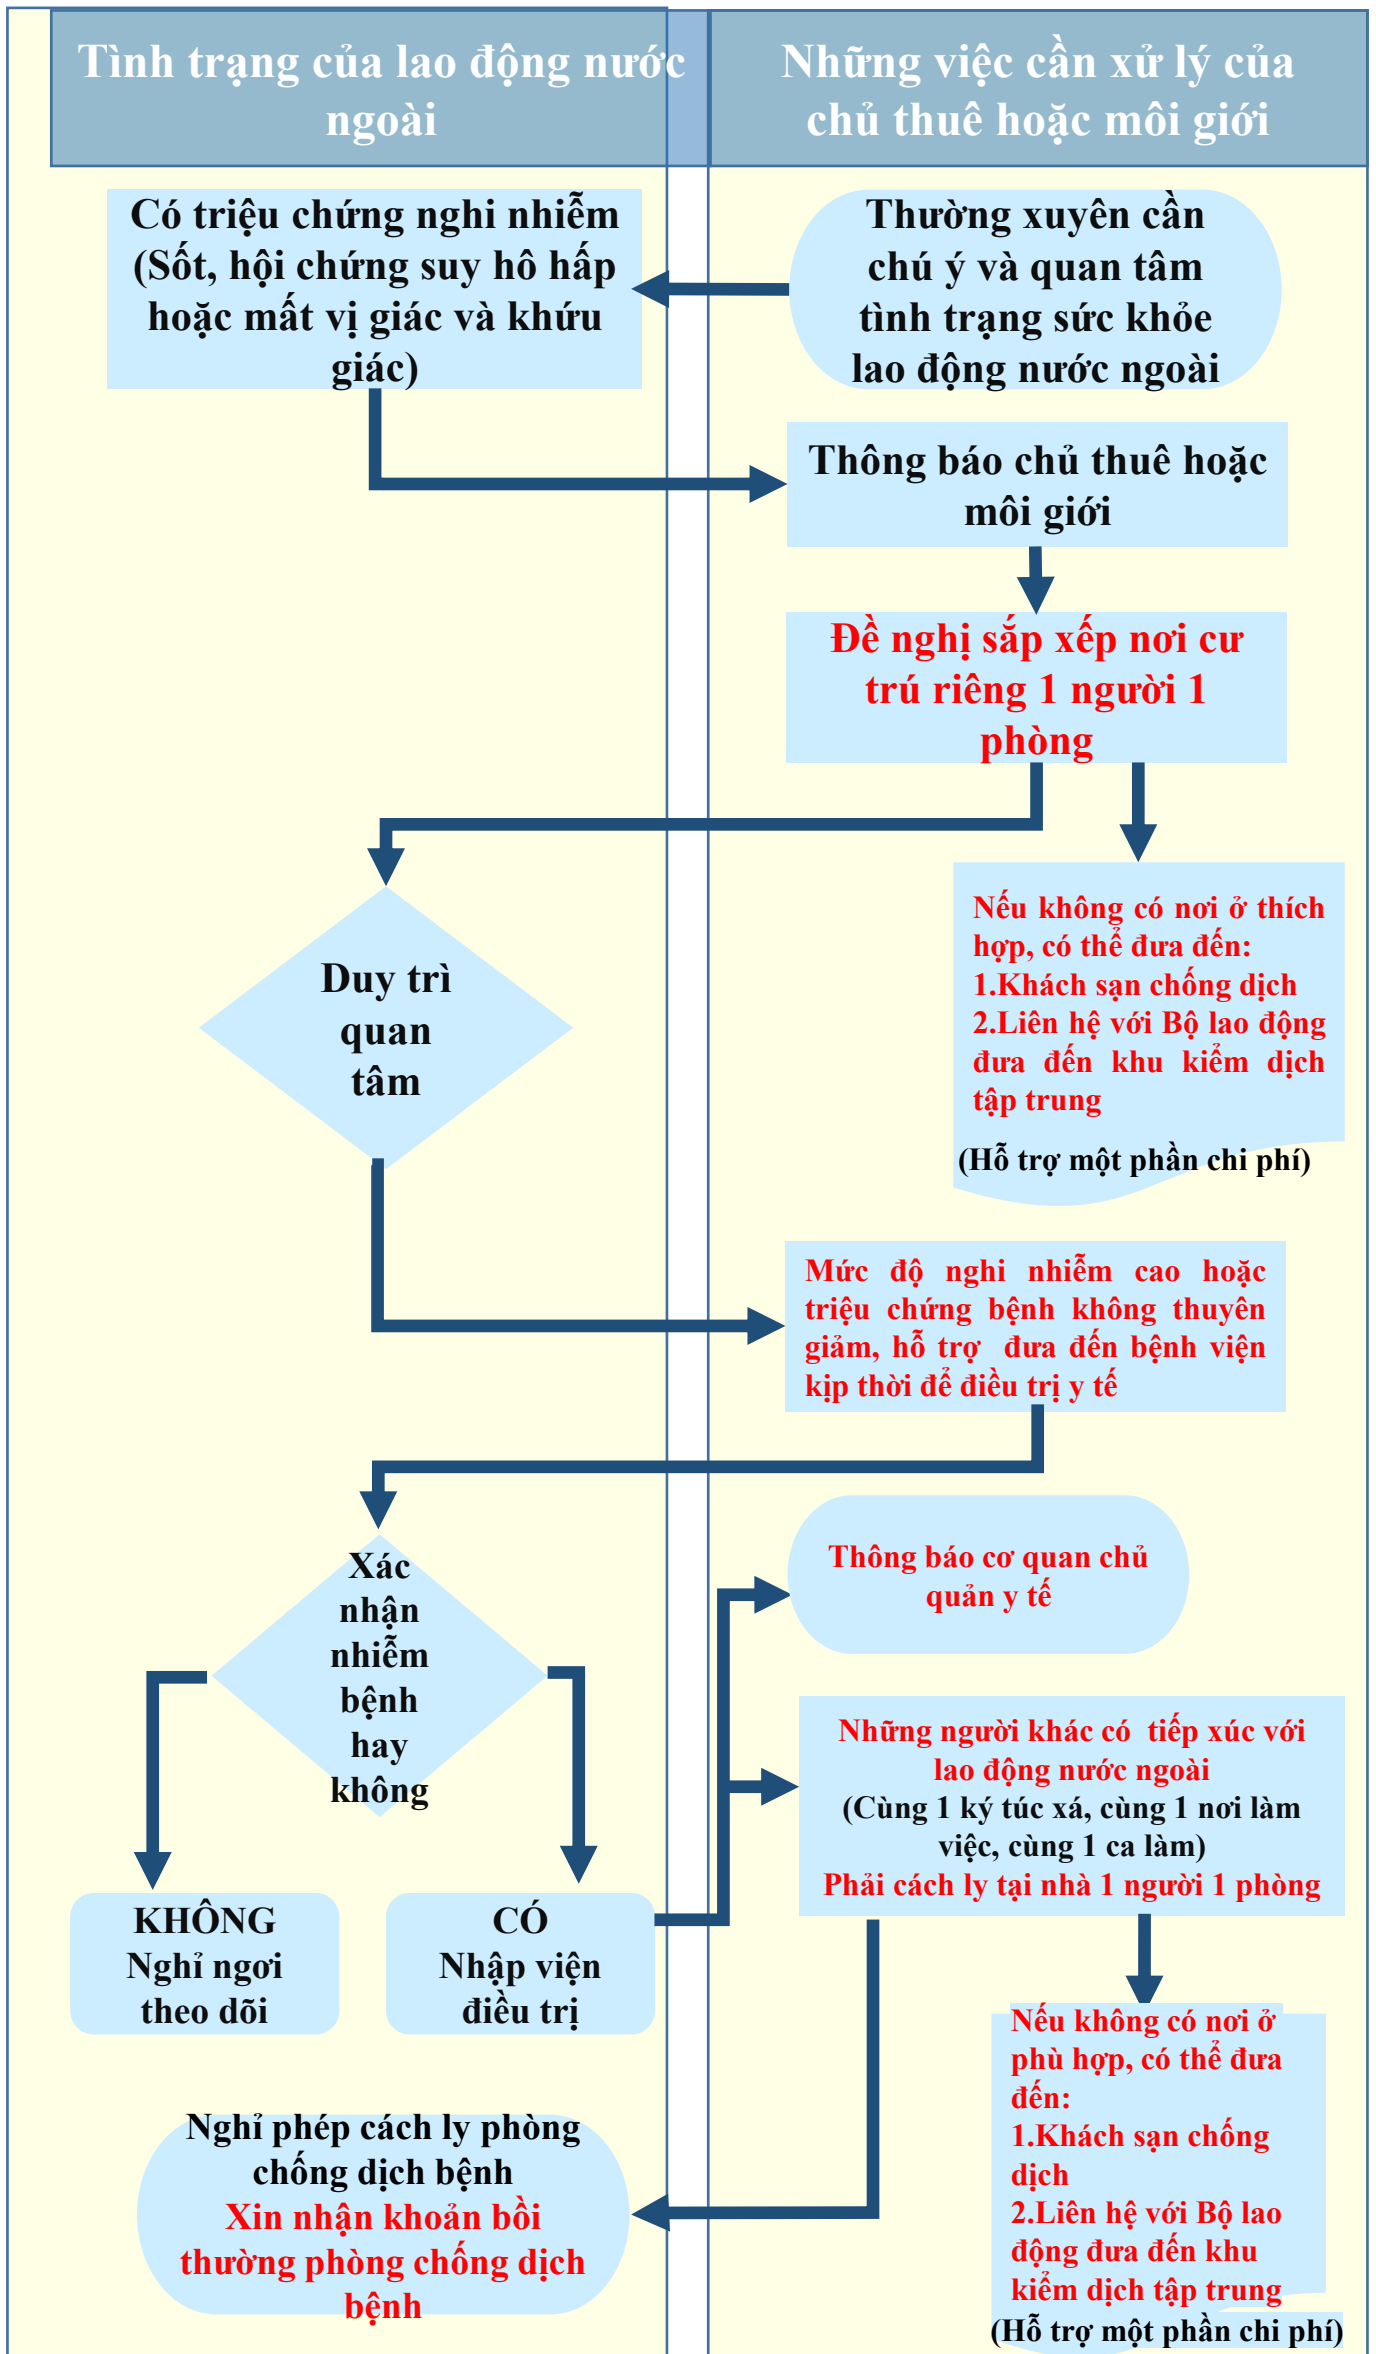 Tình trạng của lao động nước
ngoài
Những việc cần xử lý của
chủ thuê hoặc môi giới
Có triệu chứng nghi nhiễm
(Sốt, hội chứng suy hô hấp
hoặc mất vị giác và khứu
giác)
Thường xuyên cần
chú ý và quan tâm
tình trạng sức khỏe
lao động nước ngoài
Thông báo chủ thuê hoặc
môi giới
Đề nghị sắp xếp nơi cư
trú riêng 1 người 1
phòng
Duy trì
quan
tâm
Nếu không có nơi ở thích
hợp, có thể đưa đến:
1.Khách sạn chống dịch
2.Liên hệ với Bộ lao động
đưa đến khu kiểm dịch
tập trung
(Hỗ trợ một phần chi phí)
Mức độ nghi nhiễm cao hoặc
triệu chứng bệnh không thuyên
giảm, hỗ trợ đưa đến bệnh viện
kịp thời để điều trị y tế
Xác
nhận
nhiễm
bệnh
hay
không
Thông báo cơ quan chủ
quản y tế
Những người khác có tiếp xúc với
lao động nước ngoài
(Cùng 1 ký túc xá, cùng 1 nơi làm
việc, cùng 1 ca làm)
Phải cách ly tại nhà 1 người 1 phòng
KHÔNG
Nghỉ ngơi
theo dõi
CÓ
Nhập viện
điều trị
Nếu không có nơi ở
phù hợp, có thể đưa
đến:
1.Khách sạn chống
dịch
2.Liên hệ với Bộ lao
động đưa đến khu
kiểm dịch tập trung
(Hỗ trợ một phần chi phí)
Nghỉ phép cách ly phòng
chống dịch bệnh
Xin nhận khoản bồi
thường phòng chống dịch
bệnh